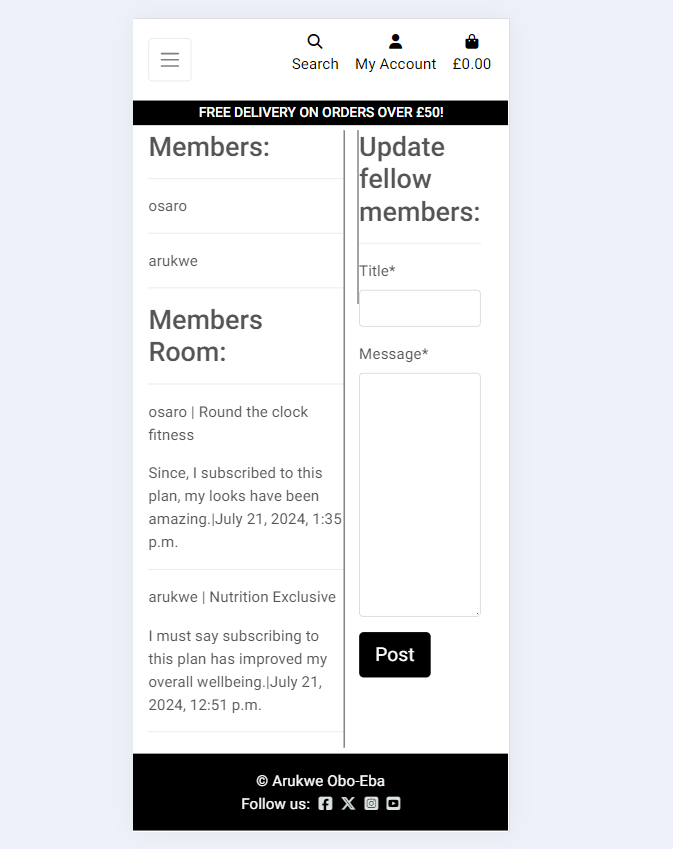 Search
My Account
£0.00
FREE DELIVERY ON ORDERS OVER £50!
Members:
osaro
arukwe
Members
Room:
osaro | Round the clock
fitness
Since, I subscribed to this
plan, my looks have been
amazing.|July 21, 2024, 1:35
p.m.
arukwe | Nutrition Exclusive
I must say subscribing to
this plan has improved my
overall wellbeing.|July 21,
2024, 12:51 p.m.
Update
fellow
members:
Title*
Message*
Post
© Arukwe Obo-Eba
Follow us: